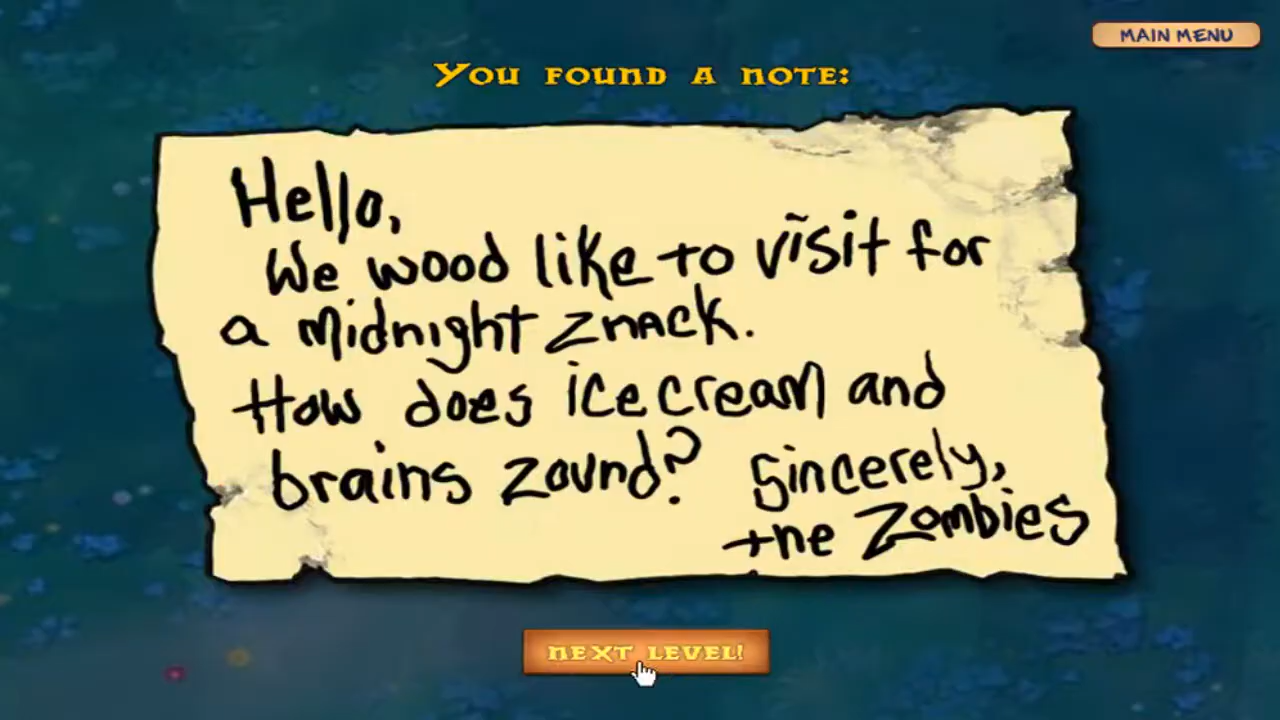 MAIN MENU
YOU FOUND A NOTE:
Hello,
We wood like to visit for
a midnight znack.
How does icecream and
brains zound? Sincerely,
the Zombies
NEXT LEVEL!